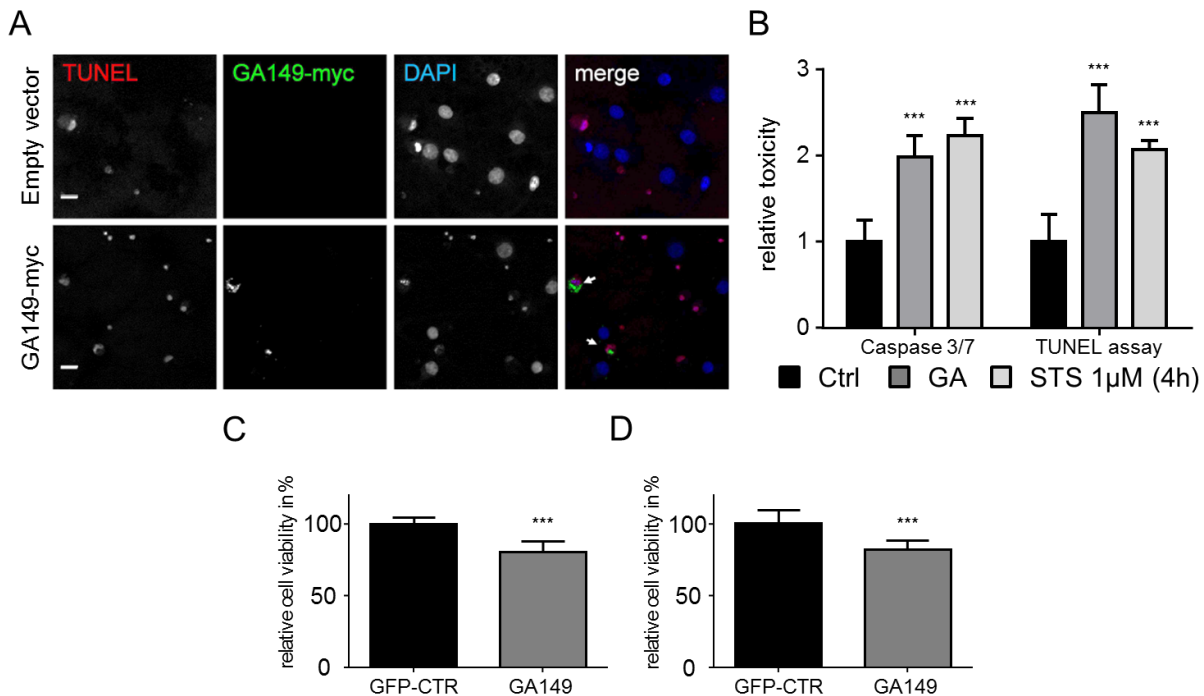 A
TUNEL
GA149-myc
DAPI
merge
Empty vector
GA149-myc
B
relative toxicity
3
2
1
0
***
***
***
***
Caspase 3/7
TUNEL assay
Ctrl
GA
STS 1µM (4h)
C
relative cell viability in %
100
50
0
***
GFP-CTR
GA149
D
relative cell viability in %
100
50
0
***
GFP-CTR
GA149